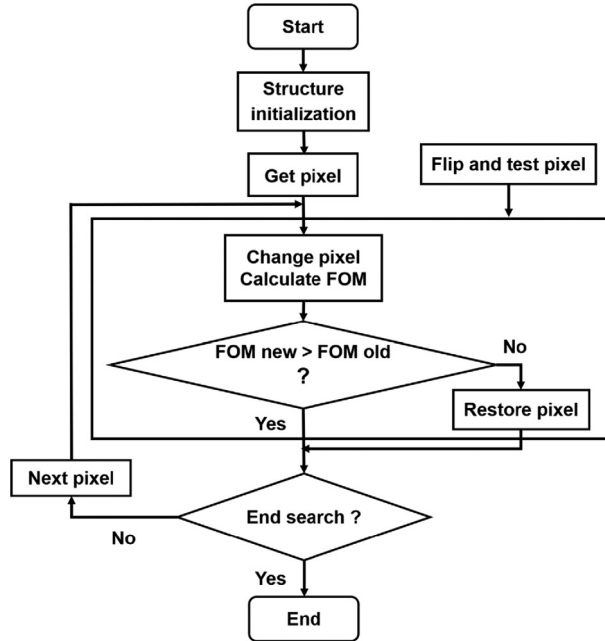 Start
Structure
initialization
Get pixel
Flip and test pixel
Change pixel
Calculate FOM
FOM new > FOM old
?
No
Yes
Restore pixel
Next pixel
End search ?
No
Yes
End